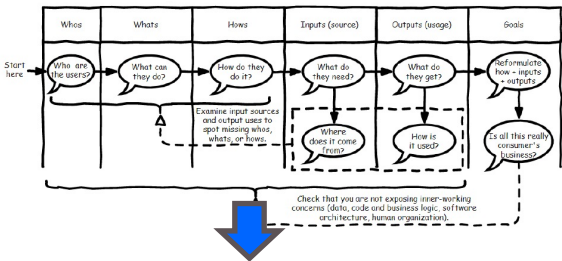 Whos Whats Hows Inputs (source) Outputs (usage) Goals
Start
here
Who are
the users?
What can
they do?
How do they
do it?
What do
they need?
What do
they get?
Reformulate
how + inputs
+ outputs
Examine input sources
and output uses to
spot missing whos,
whats, or hows.
Where
does it come
from?
How is
it used?
Is all this really
consumer's
business?
Check that you are not exposing inner-working
concerns (data, code and business logic, software
architecture, human organization).